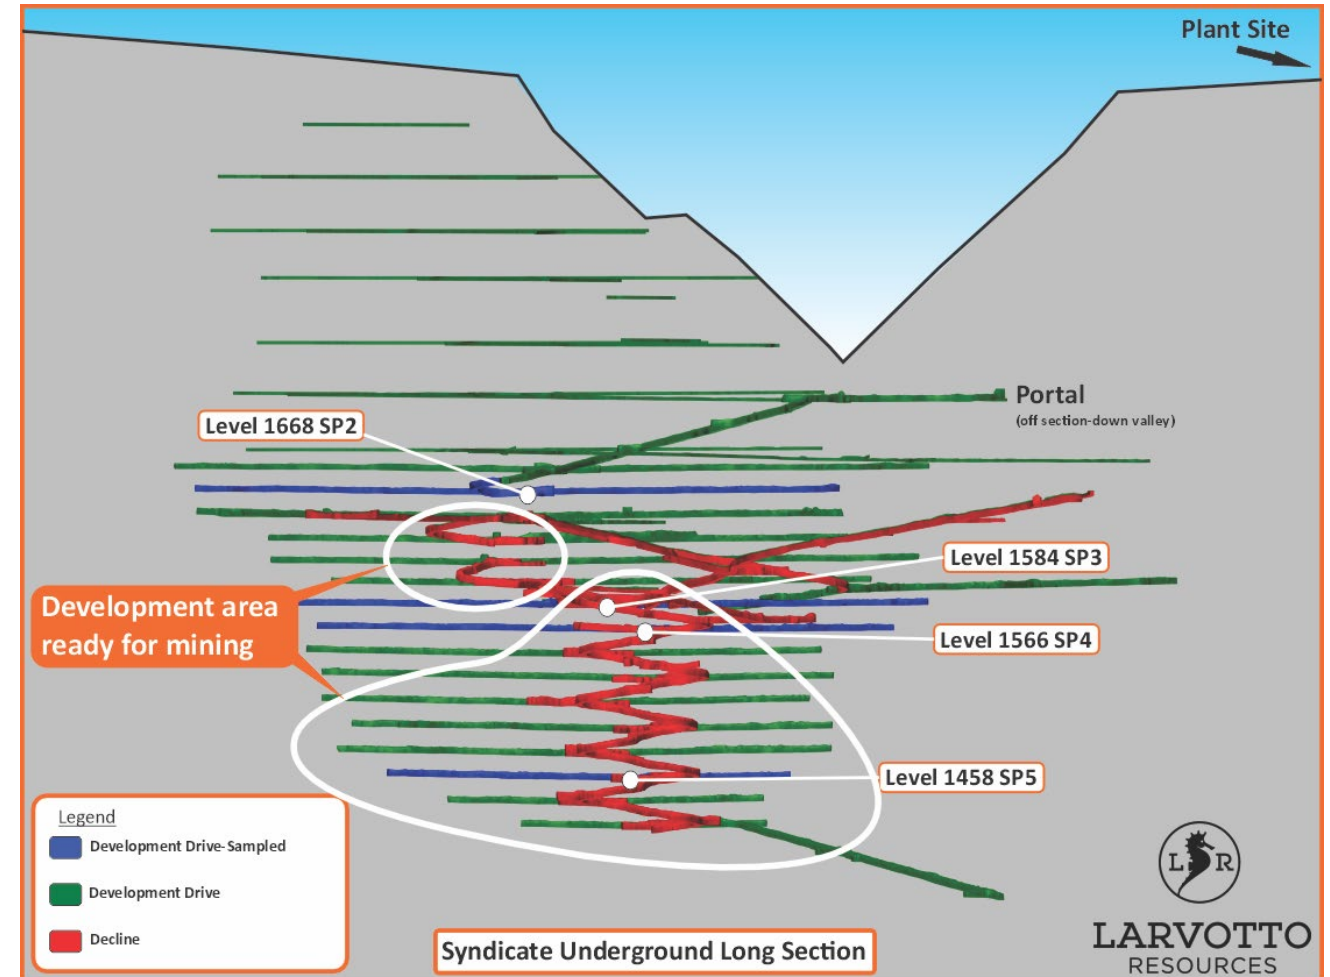 Plant Site
Portal
(off section-down valley)
Level 1668 SP2
Level 1584 SP3
Development area
ready for mining
Level 1566 SP4
Level 1458 SP5
Legend
Development Drive-Sampled
Development Drive
Decline
Syndicate Underground Long Section
L R
LARVOTTO
RESOURCES